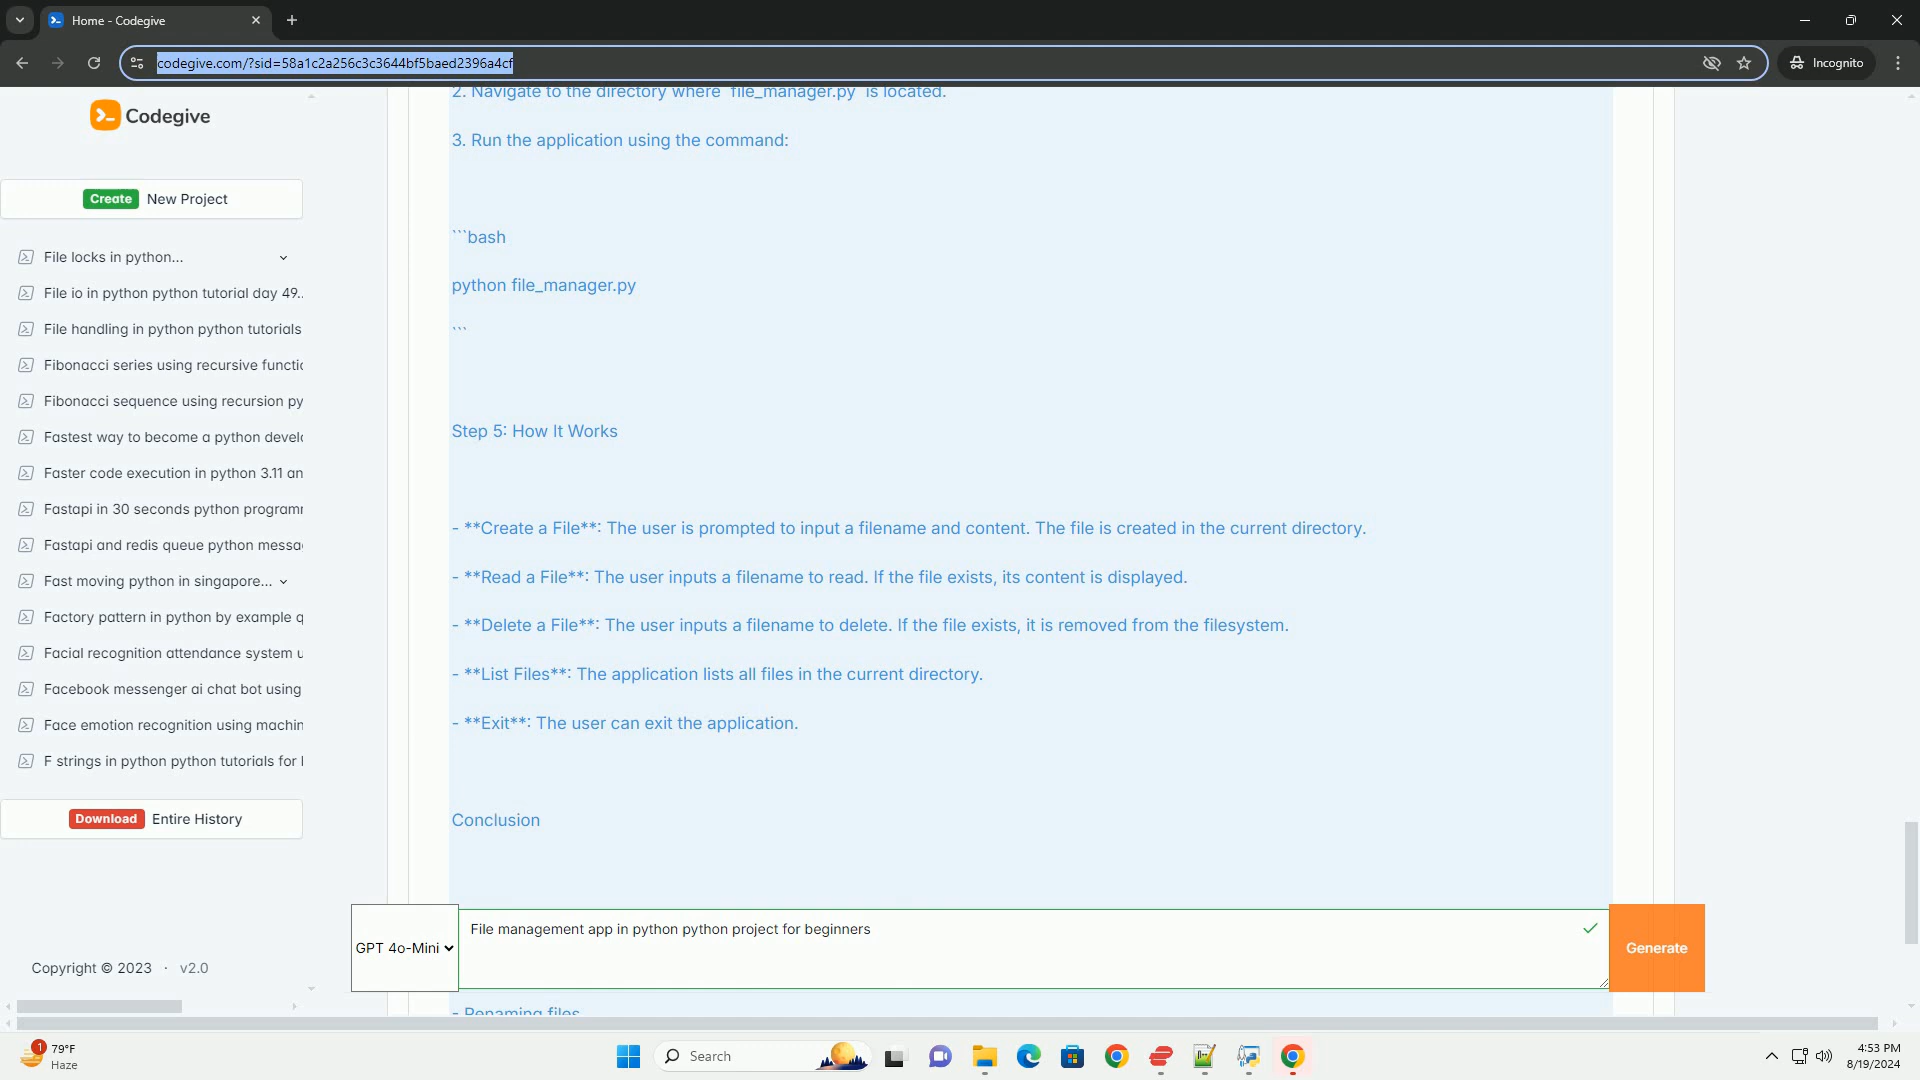 Home - Codegive
codegive.com/?sid=58a1c2a256c3c3644bf5baed2396a4cf
Incognito
Codegive
Create New Project
File locks in python...
File io in python python tutorial day 49..
File handling in python python tutorials
Fibonacci series using recursive functic
Fibonacci sequence using recursion py
Fastest way to become a python devel
Faster code execution in python 3.11 an
Fastapi in 30 seconds python program
Fastapi and redis queue python messa
Fast moving python in singapore...
Factory pattern in python by example q
Facial recognition attendance system u
Facebook messenger ai chat bot using
Face emotion recognition using machin
F strings in python python tutorials for
Download Entire History
Copyright © 2023 · v2.0
2. Navigate to the directory where `file_manager.py` is located.
3. Run the application using the command:
```bash
python file_manager.py
```
Step 5: How It Works
- **Create a File**: The user is prompted to input a filename and content. The file is created in the current directory.
- **Read a File**: The user inputs a filename to read. If the file exists, its content is displayed.
- **Delete a File**: The user inputs a filename to delete. If the file exists, it is removed from the filesystem.
- **List Files**: The application lists all files in the current directory.
- **Exit**: The user can exit the application.
Conclusion
GPT 4o-Mini
File management app in python python project for beginners
Generate
- Renaming files
1
79°F
Haze
Search
4:53 PM
8/19/2024